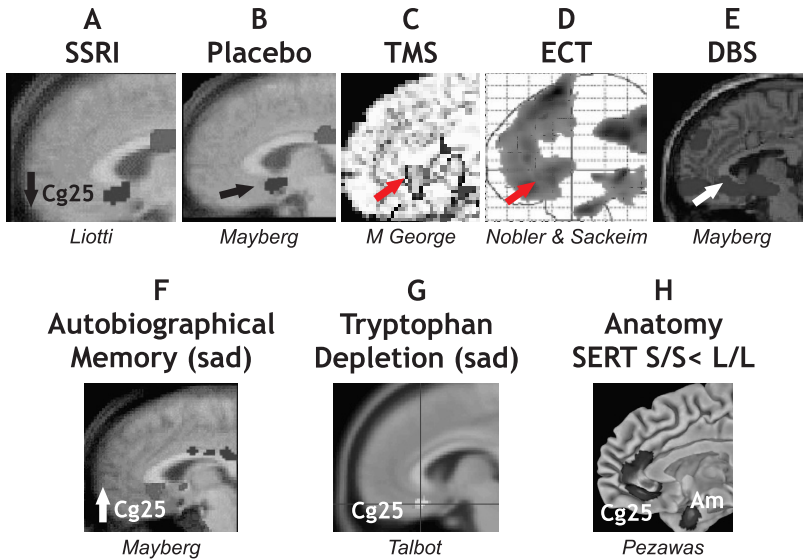 A
SSRI
B
Placebo
C
TMS
D
ECT
E
DBS
Cg25
Liotti
Mayberg
M George
Nobler & Sackeim
Mayberg
F
Autobiographical
Memory (sad)
G
Tryptophan
Depletion (sad)
H
Anatomy
SERT S/S< L/L
Cg25
Cg25
Cg25
Am
Mayberg
Talbot
Pezawas